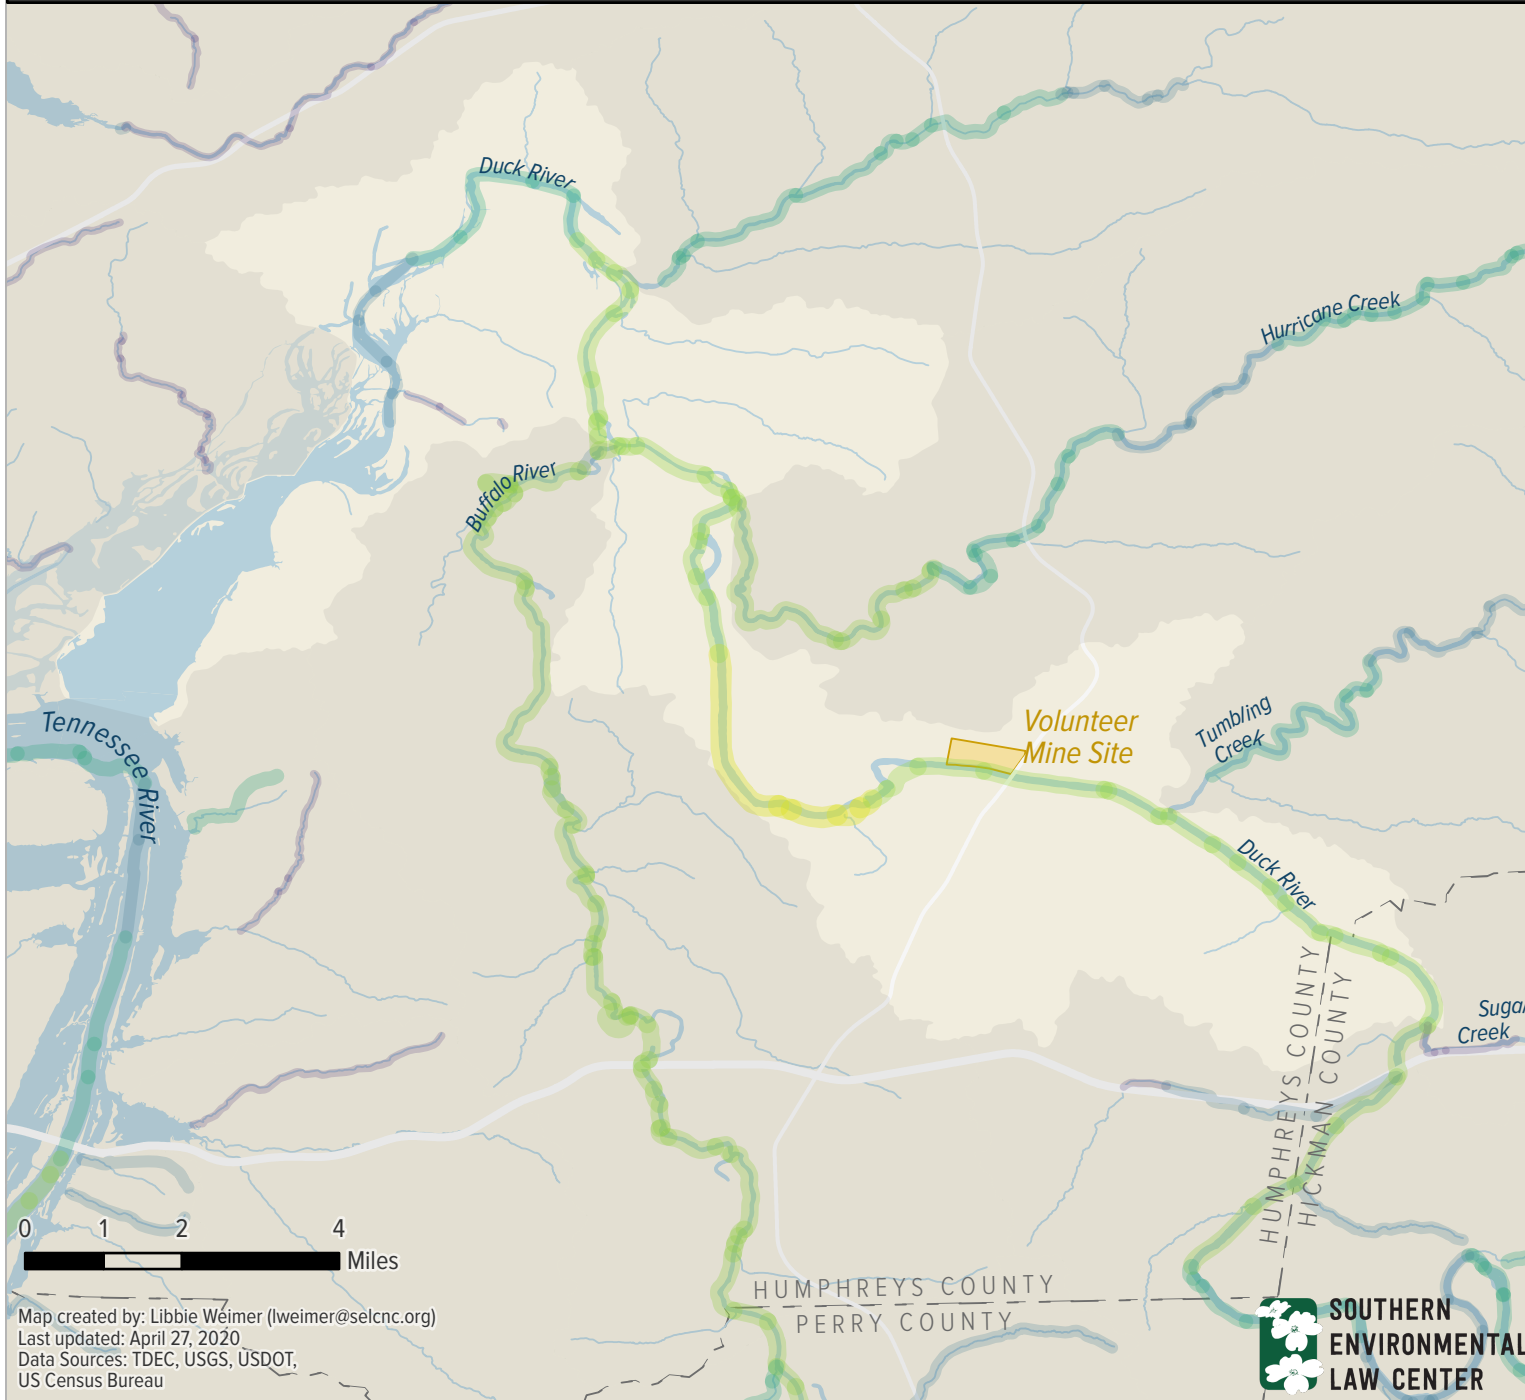 Duck River
Hurricane Creek
Buffalo River
Volunteer
Mine Site
Tumbling
Creek
Tennessee River
Duck River
Creek
HUMPHREYS COUNTY
HICKMAN COUNTY
0 1 2 4
Miles
HUMPHREYS COUNTY
PERRY COUNTY
Map created by: Libbie Weimer (lweimer@selcnc.org)
Last updated: April 27, 2020
Data Sources: TDEC, USGS, USDOT,
US Census Bureau
SOUTHERN
ENVIRONMENTAL
LAW CENTER